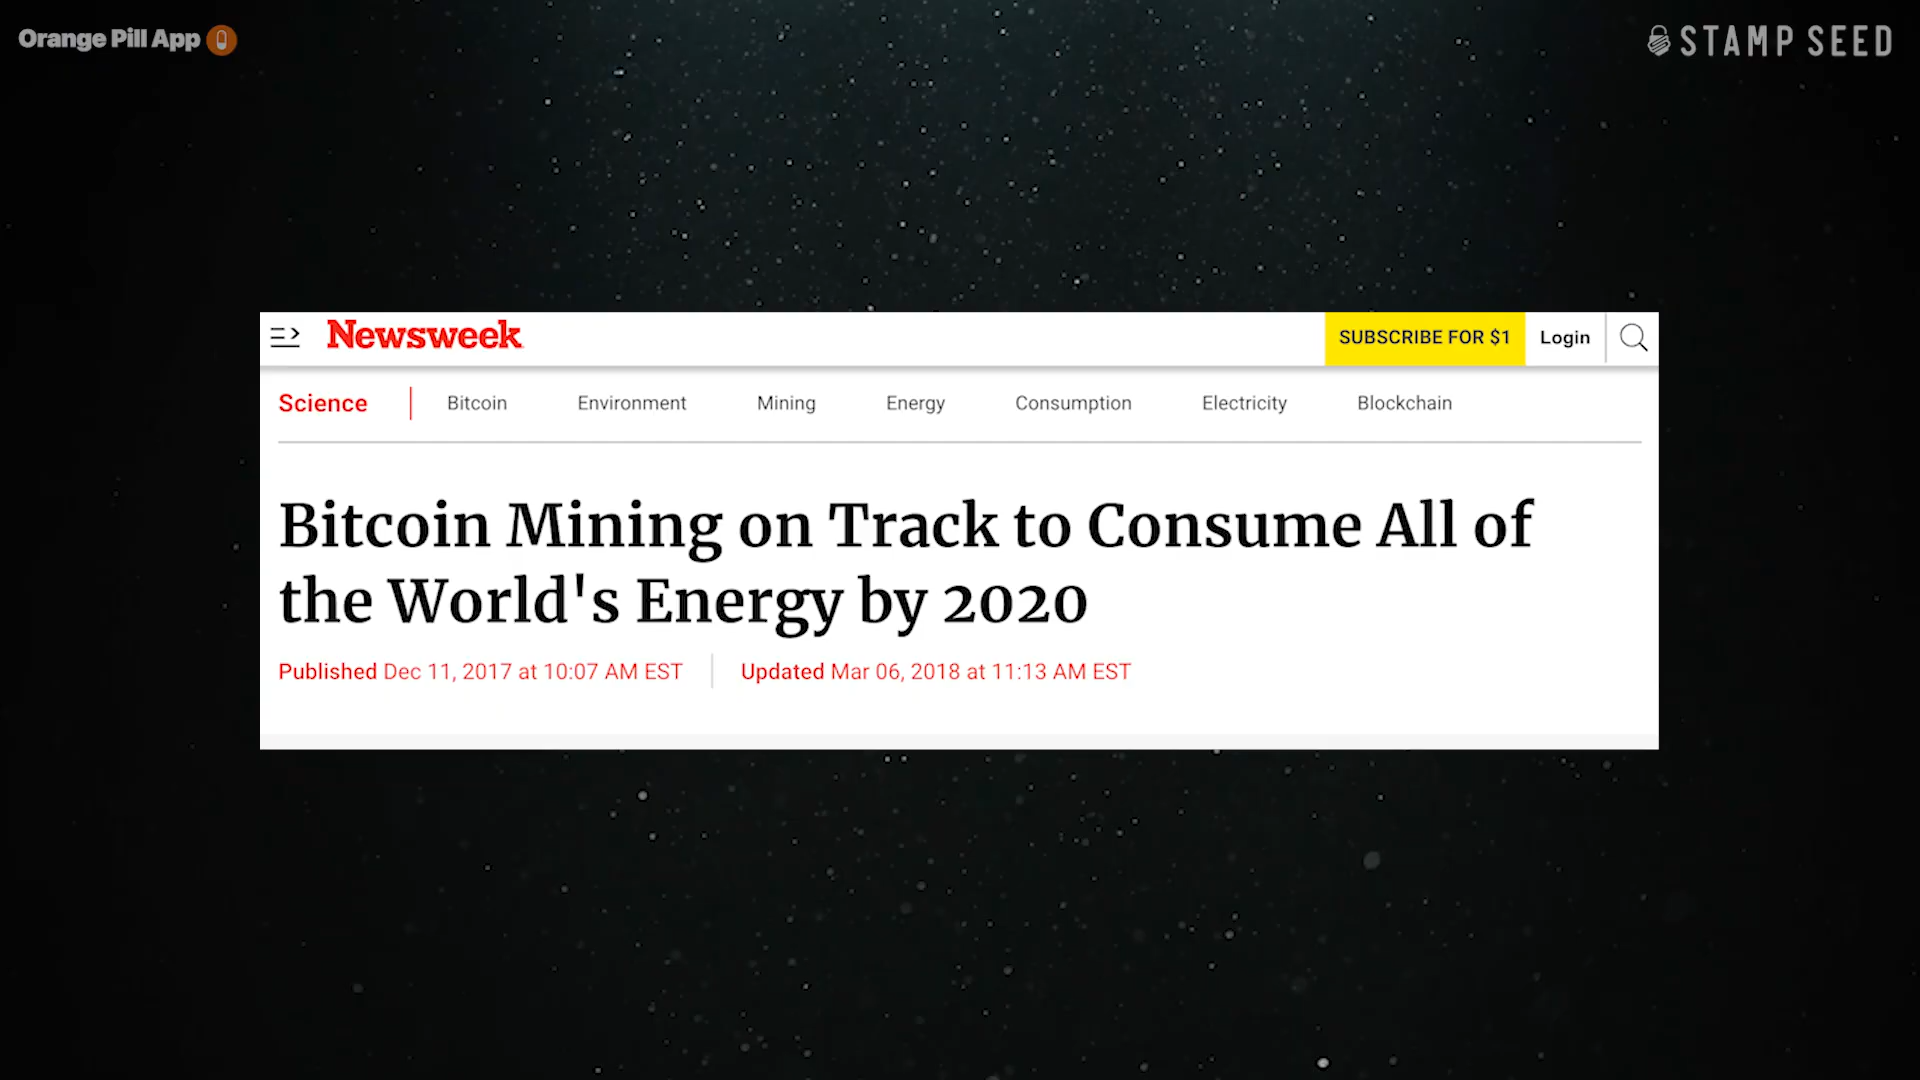 Orange Pill App
STAMP SEED
Newsweek
SUBSCRIBE FOR $1
Login
Science
Bitcoin
Environment
Mining
Energy
Consumption
Electricity
Blockchain
Bitcoin Mining on Track to Consume All of
the World's Energy by 2020
Published Dec 11, 2017 at 10:07 AM EST
Updated Mar 06, 2018 at 11:13 AM EST